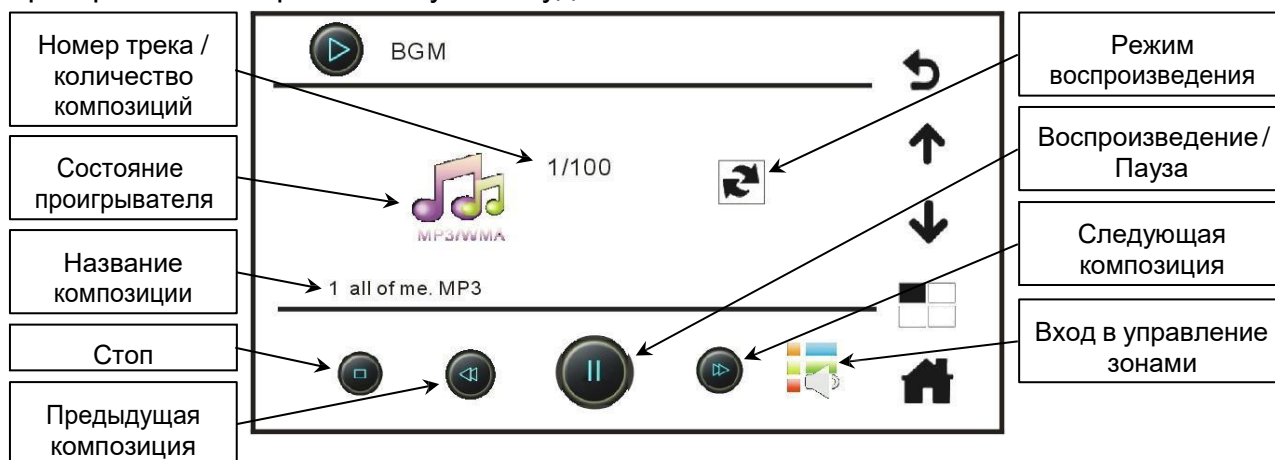 Номер трека /
количество
композиций
Состояние
проигрывателя
Название
композиции
Стоп
Предыдущая
композиция
BGM
1/100
MP3/WMA
1 all of me. MP3
Режим
воспроизведения
Воспроизведение /
Пауза
Следующая
композиция
Вход в управление
зонами